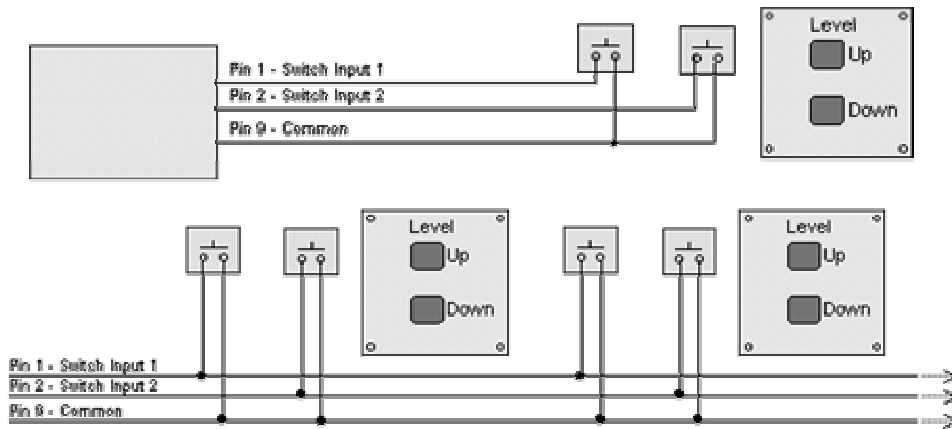 Level
Up
Down
Pin 1 - Switch Input 1
Pin 2 - Switch Input 2
Pin 9 - Common
Level
Up
Down
Level
Up
Down
Pin 1 - Switch Input 1
Pin 2 - Switch Input 2
Pin 9 - Common